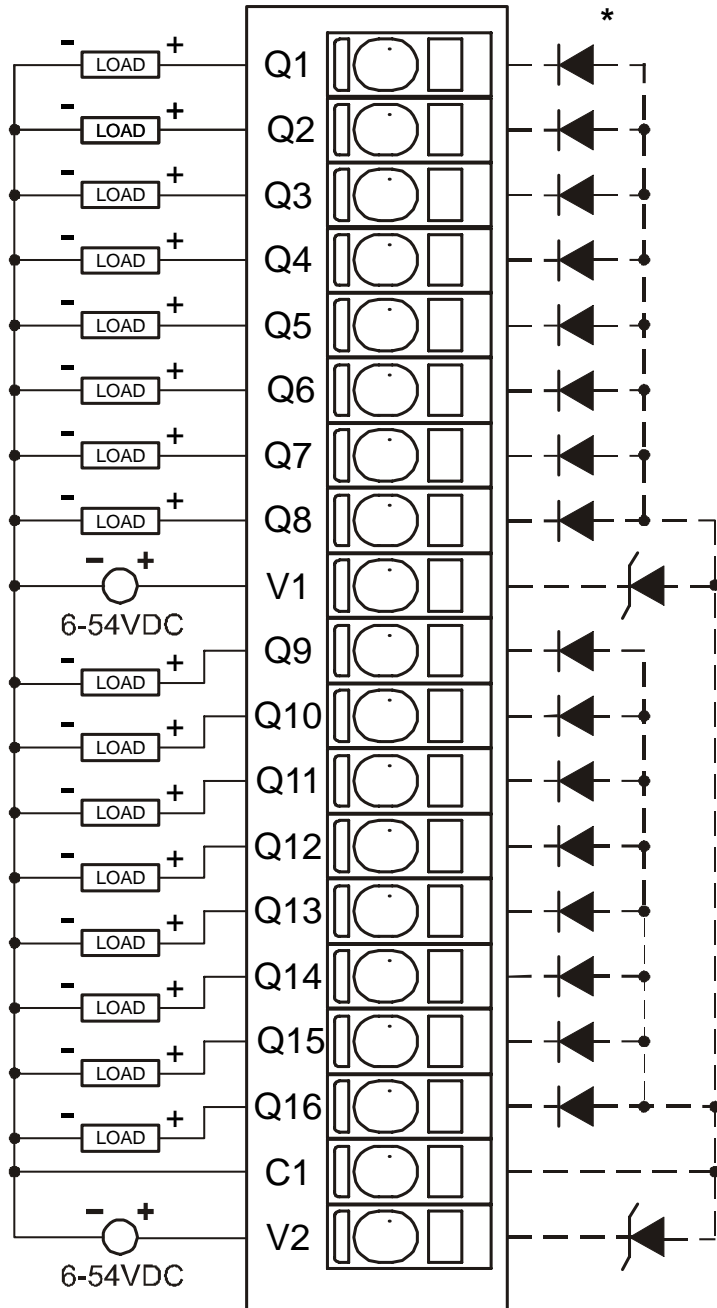 *
- LOAD + Q1
- LOAD + Q2
- LOAD + Q3
- LOAD + Q4
- LOAD + Q5
- LOAD + Q6
- LOAD + Q7
- LOAD + Q8
- + V1
6-54VDC
- LOAD + Q9
- LOAD + Q10
- LOAD + Q11
- LOAD + Q12
- LOAD + Q13
- LOAD + Q14
- LOAD + Q15
- LOAD + Q16
C1
- + V2
6-54VDC